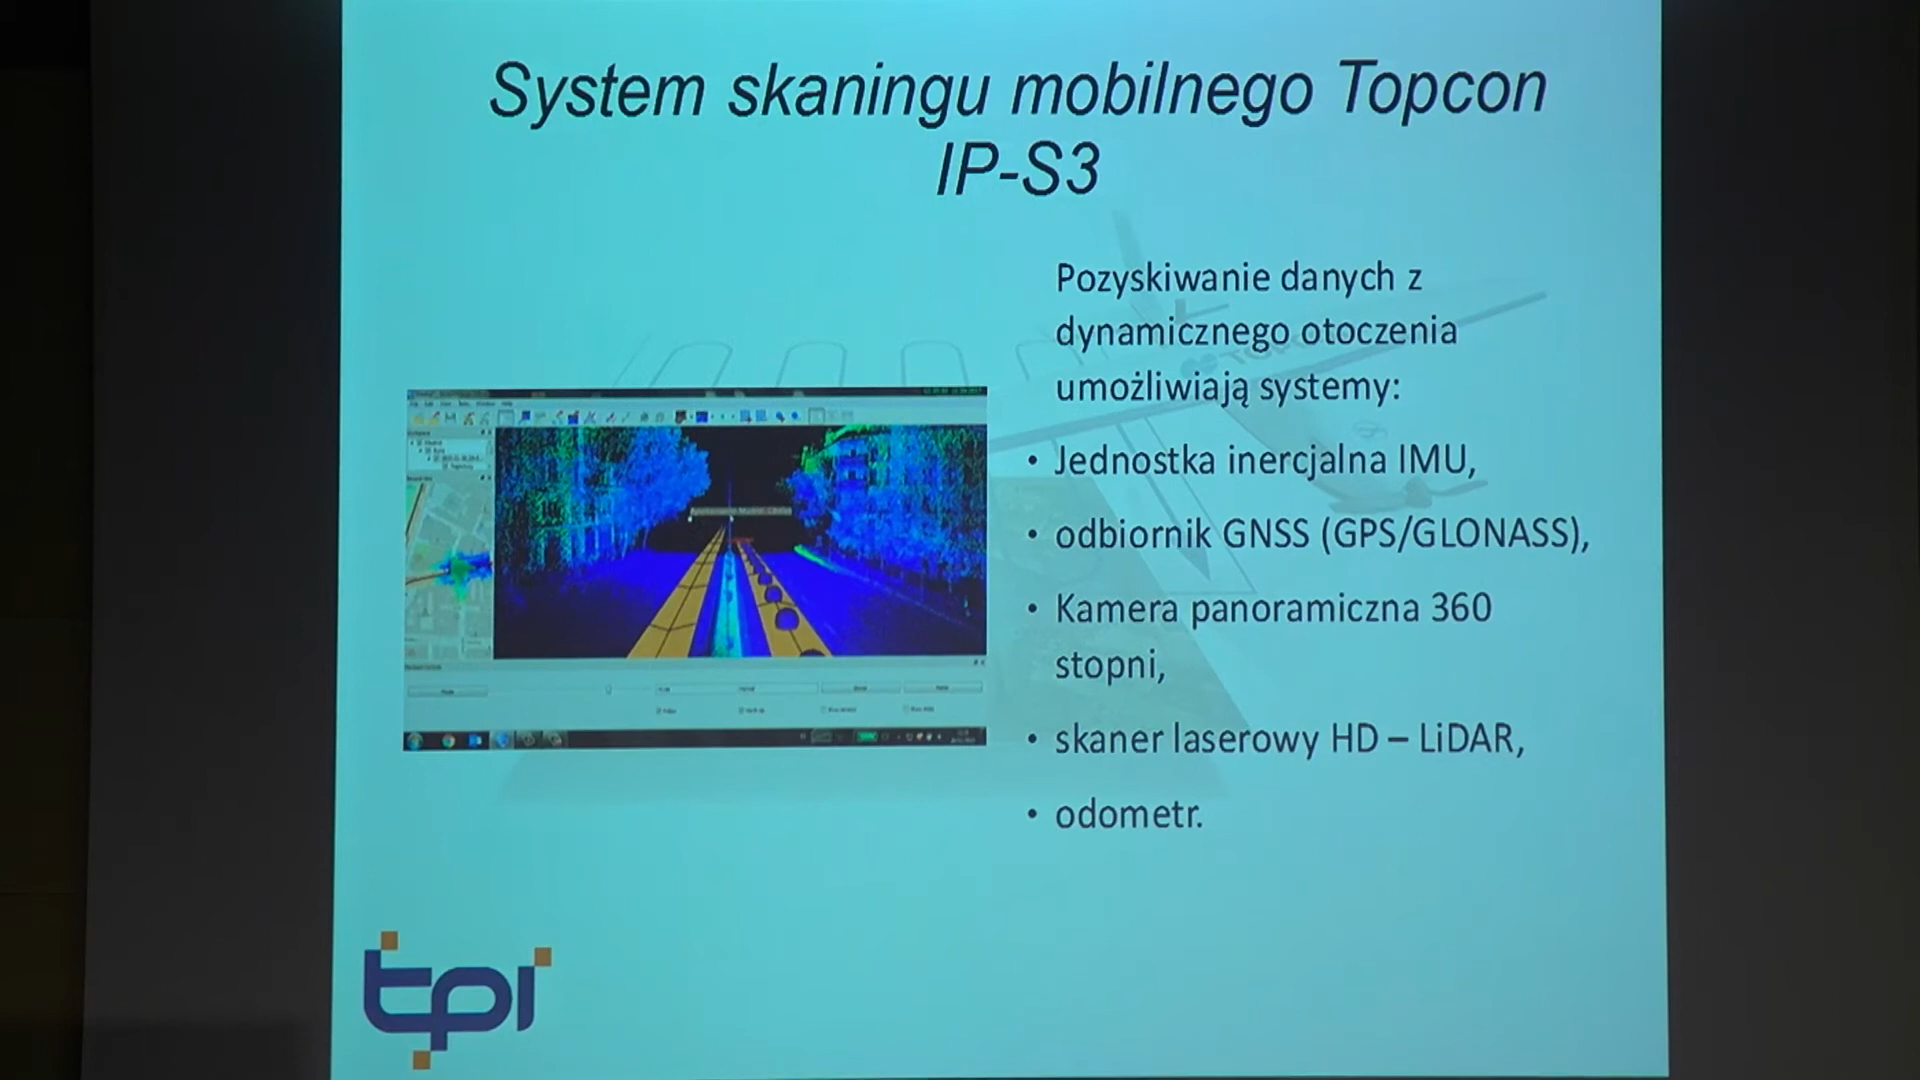 System skaningu mobilnego Topcon
IP-S3
Pozyskiwanie danych z
dynamicznego otoczenia
umożliwiają systemy:
• Jednostka inercjalna IMU,
• odbiornik GNSS (GPS/GLONASS),
• Kamera panoramiczna 360
stopni,
• skaner laserowy HD – LiDAR,
• odometr.
tpi